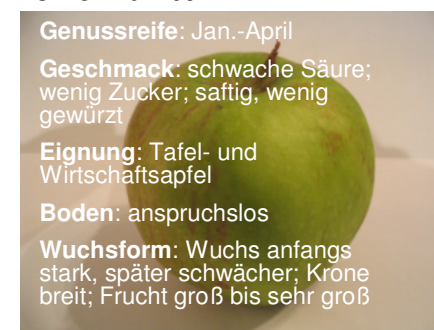 Genussreife: Jan.-April
Geschmack: schwache Säure;
wenig Zucker; saftig, wenig
gewürzt
Eignung: Tafel- und
Wirtschaftsapfel
Boden: anspruchslos
Wuchsform: Wuchs anfangs
stark, später schwächer; Krone
breit; Frucht groß bis sehr groß